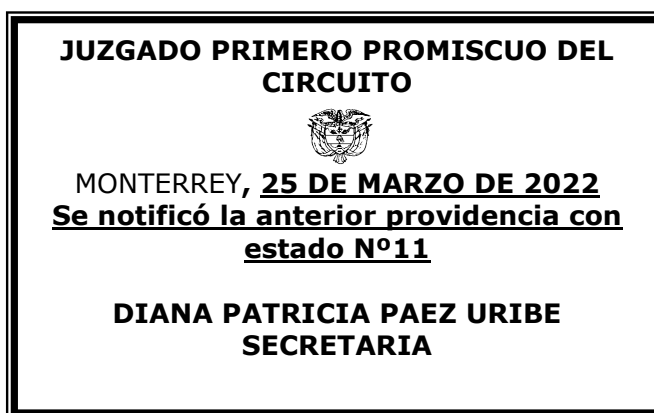 JUZGADO PRIMERO PROMISCUO DEL
CIRCUITO
MONTERREY, 25 DE MARZO DE 2022
Se notificó la anterior providencia con
estado Nº11
DIANA PATRICIA PAEZ URIBE
SECRETARIA